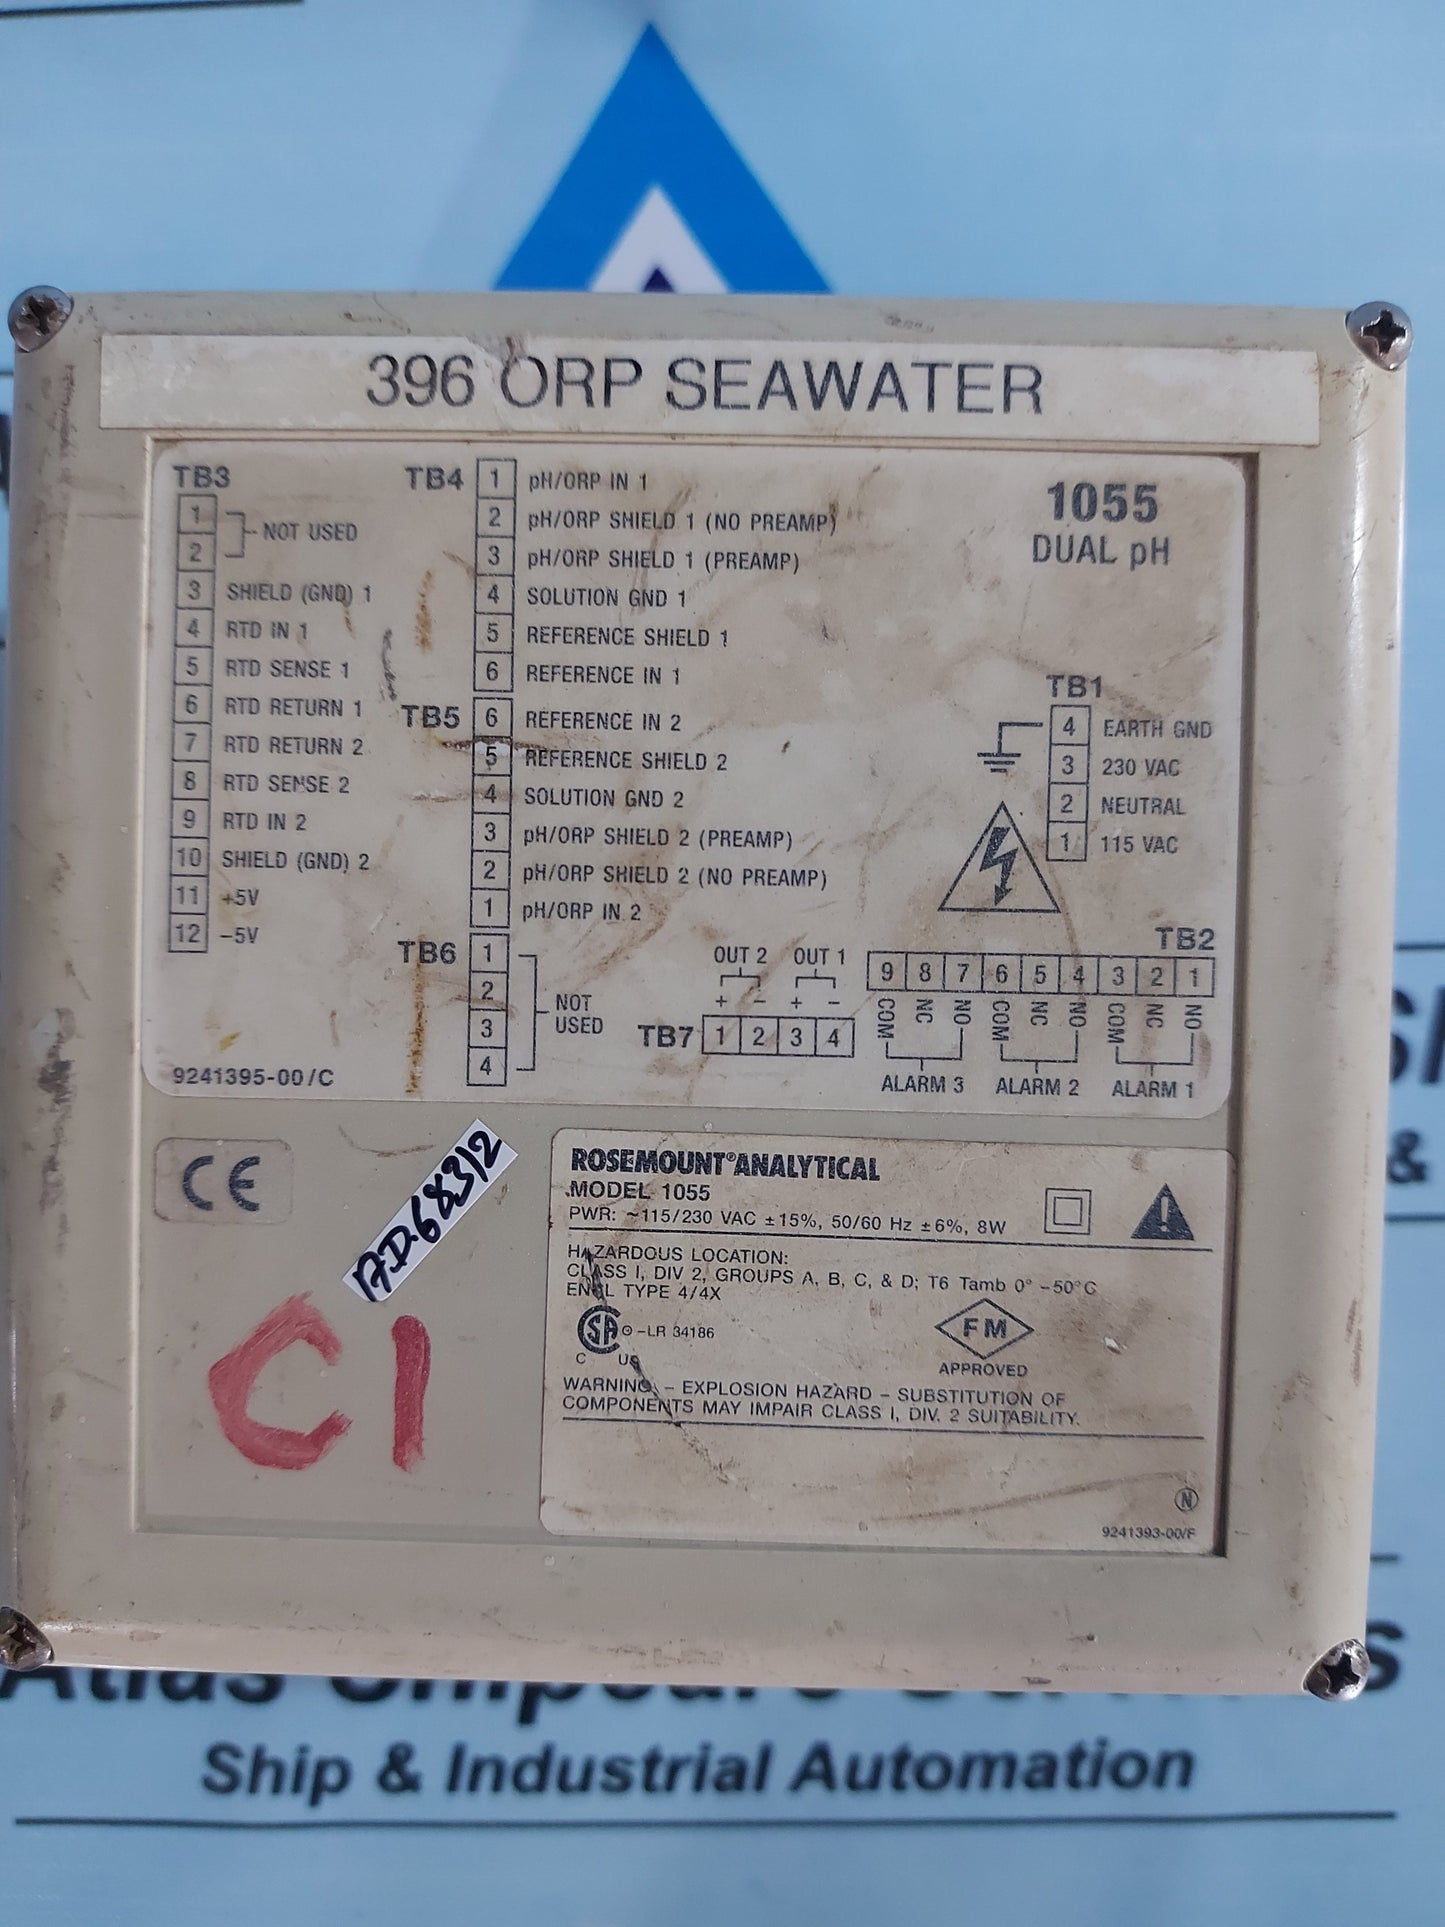 396 ORP SEAWATER
1055
DUAL pH
TB3
1
2
NOT USED
3 SHIELD (GND) 1
4 RTD IN 1
5 RTD SENSE 1
6 RTD RETURN 1
7 RTD RETURN 2
8 RTD SENSE 2
9 RTD IN 2
10 SHIELD (GND) 2
11 +5V
12 -5V
TB4
1 pH/ORP IN 1
2 pH/ORP SHIELD 1 (NO PREAMP)
3 pH/ORP SHIELD 1 (PREAMP)
4 SOLUTION GND 1
5 REFERENCE SHIELD 1
6 REFERENCE IN 1
TB5
6 REFERENCE IN 2
5 REFERENCE SHIELD 2
4 SOLUTION GND 2
3 pH/ORP SHIELD 2 (PREAMP)
2 pH/ORP SHIELD 2 (NO PREAMP)
1 pH/ORP IN 2
TB6
1
2
3
4
NOT
USED
TB1
4 EARTH GND
3 230 VAC
2 NEUTRAL
1 115 VAC
OUT 2 OUT 1
+ - + -
TB7 1 2 3 4
TB2
9 8 7 6 5 4 3 2 1
COM NC NO COM NC NO COM NC NO
ALARM 3 ALARM 2 ALARM 1
9241395-00/C
CE
AD.68312
C1
ROSEMOUNT® ANALYTICAL
MODEL 1055
PWR: ~115/230 VAC ±15%, 50/60 Hz ±6%, 8W
HAZARDOUS LOCATION:
CLASS I, DIV 2, GROUPS A, B, C, & D; T6 Tamb 0° -50°C
ENCL TYPE 4/4X
SA -LR 34186
C US
FM
APPROVED
WARNING - EXPLOSION HAZARD - SUBSTITUTION OF
COMPONENTS MAY IMPAIR CLASS I, DIV. 2 SUITABILITY.
N
9241393-00/F
&
Ship & Industrial Automation